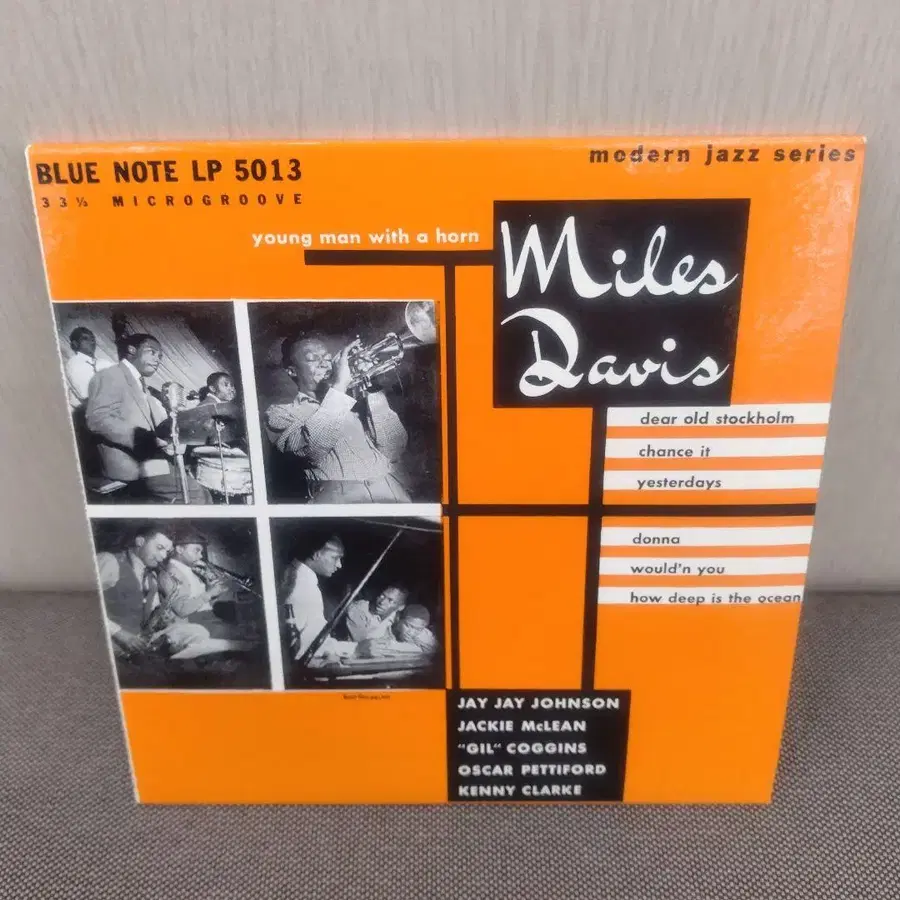 BLUE NOTE LP 5013
modern jazz series
33⅓ MICROGROOVE
young man with a horn
Miles
Davis
dear old stockholm
chance it
yesterdays
donna
would'n you
how deep is the ocean
JAY JAY JOHNSON
JACKIE McLEAN
"GIL" COGGINS
OSCAR PETTIFORD
KENNY CLARKE